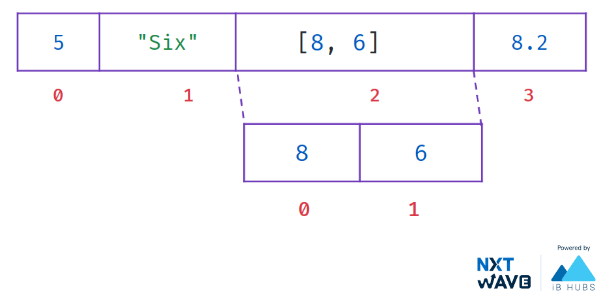 5 "Six" [8, 6] 8.2
0 1 2 3
8 6
0 1
Powered by
NXT
WAVE
iB HUBS